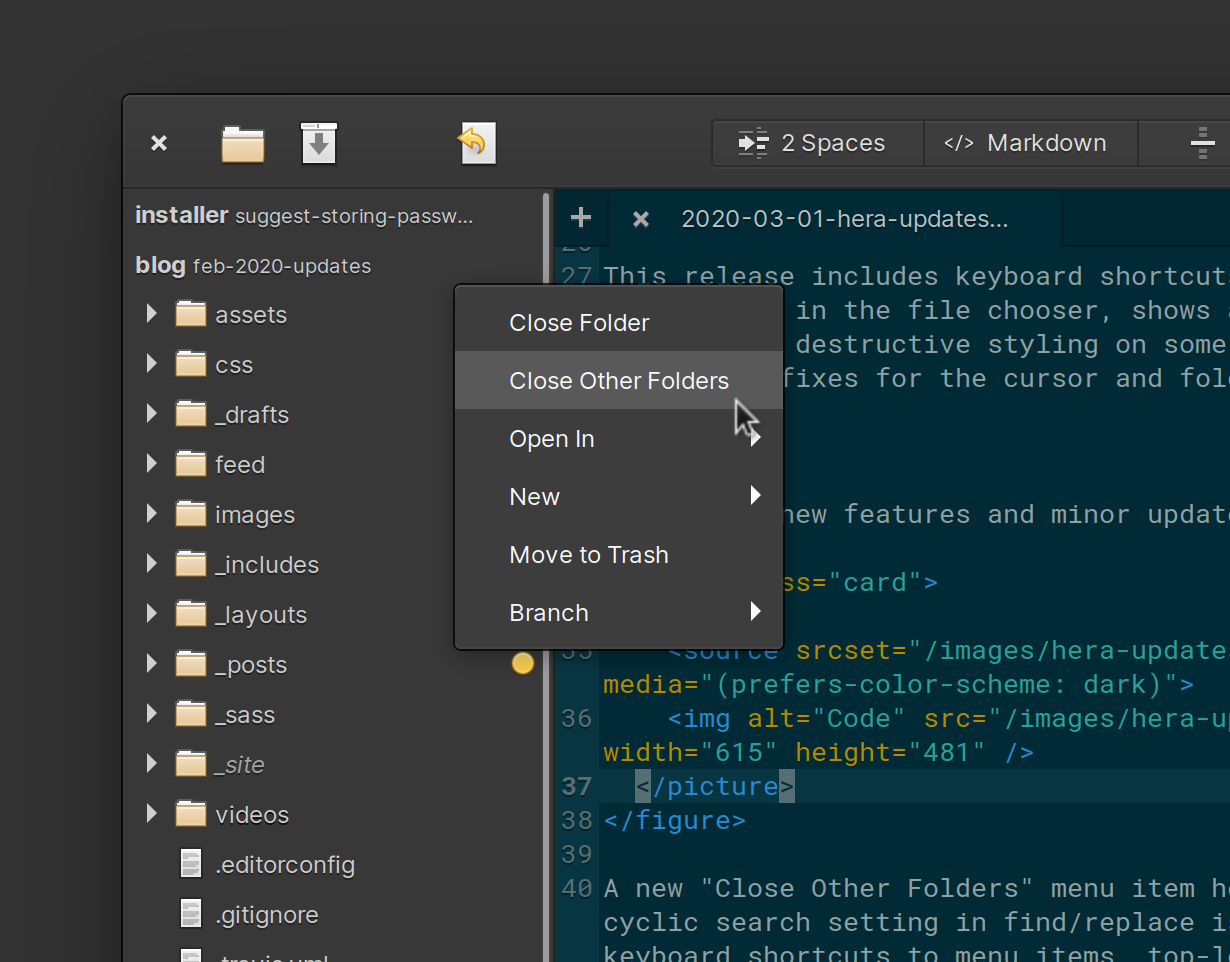 2 Spaces
</> Markdown
installer suggest-storing-passw...
blog feb-2020-updates
assets
css
_drafts
feed
images
_includes
_layouts
_posts
_sass
_site
videos
.editorconfig
.gitignore
.travis.yml
2020-03-01-hera-updates...
Close Folder
Close Other Folders
Open In
New
Move to Trash
Branch
27 This release includes keyboard shortcut
in the file chooser, shows
destructive styling on some
fixes for the cursor and
new features and minor
ss="card">
35 <source srcset="/images/hera-update
media="(prefers-color-scheme: dark)">
36 <img alt="Code" src="/images/
width="615" height="481" />
37 </picture>
38 </figure>
39
40 A new "Close Other Folders" menu item
cyclic search setting in find/replace
keyboard shortcuts to menu items,